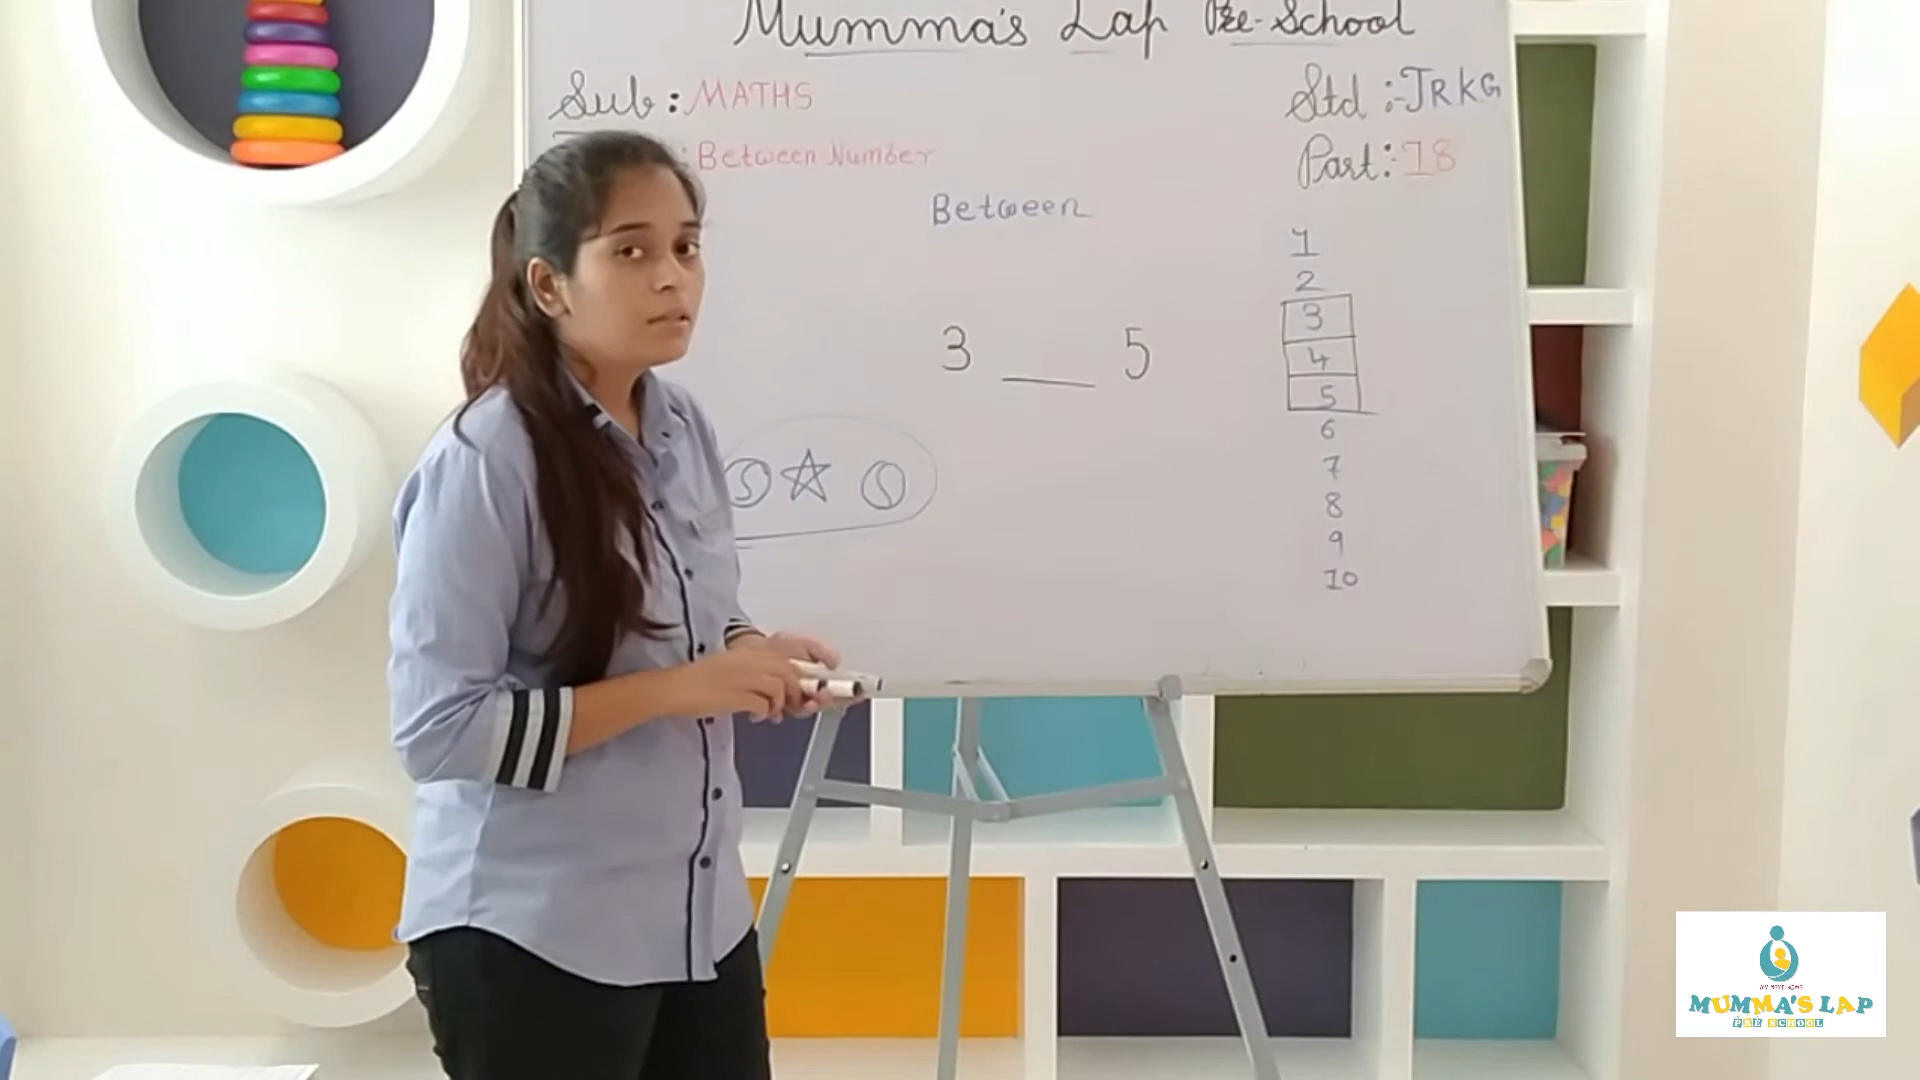 Mumma's Lap Pre-School
Sub : MATHS
Std :- JRKG
: Between Number
Part :- 18
Between
3 ___ 5
1
2
3
4
5
6
7
8
9
10
MUMMA'S LAP
PRE SCHOOL